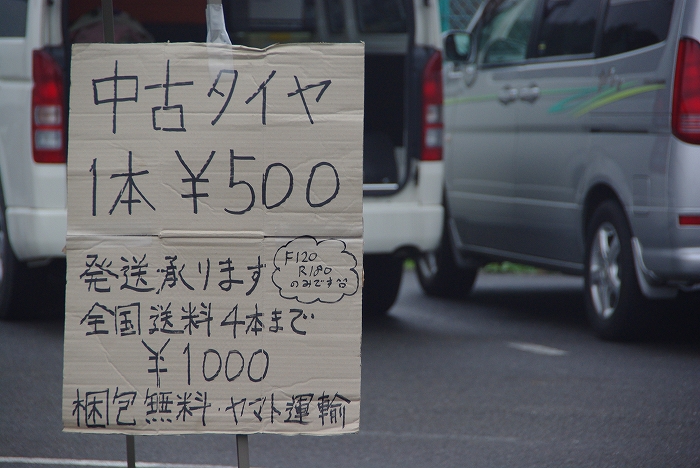 中古タイヤ
1本￥500
発送承ります
F120
R180
のみですヨ
全国送料4本まで
￥1000
梱包無料・ヤマト運輸